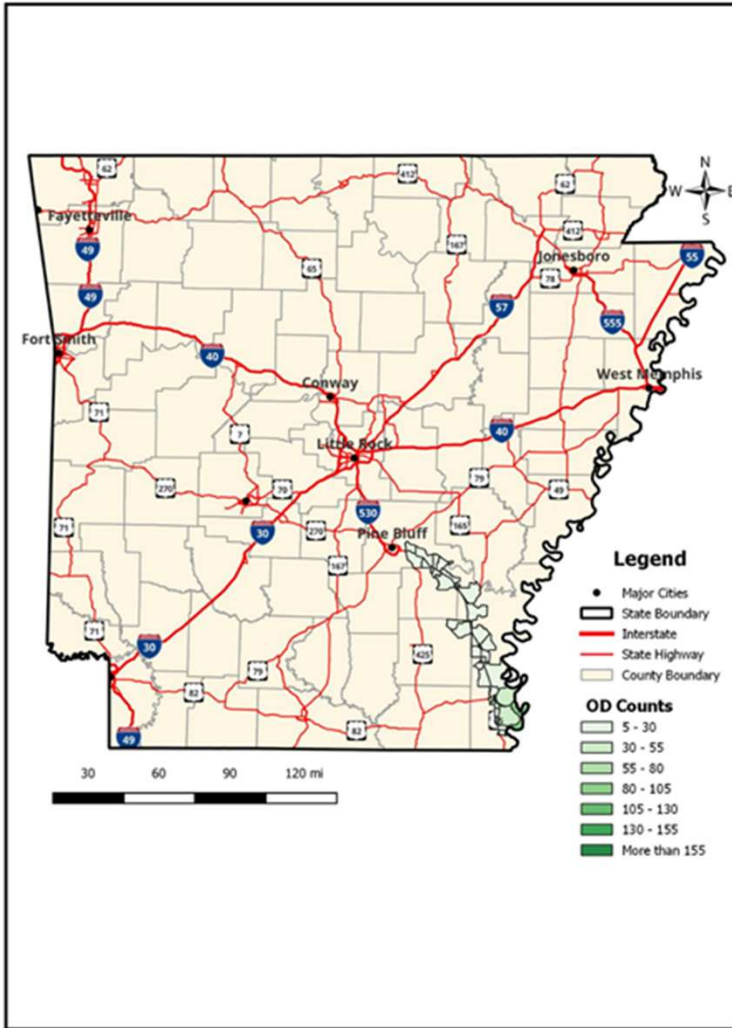 N
W E
S
62
412
62
Fayetteville
412
49
167
Jonesboro
55
65
78
49
57
555
Fort Smith
40
Conway
West Memphis
71
40
7
Little Rock
79
270
70
49
530
71
30
270
165
Pine Bluff
167
Legend
Major Cities
State Boundary
Interstate
State Highway
County Boundary
71
30
425
79
82
82
49
OD Counts
5 - 30
30 - 55
55 - 80
80 - 105
105 - 130
130 - 155
More than 155
30 60 90 120 mi